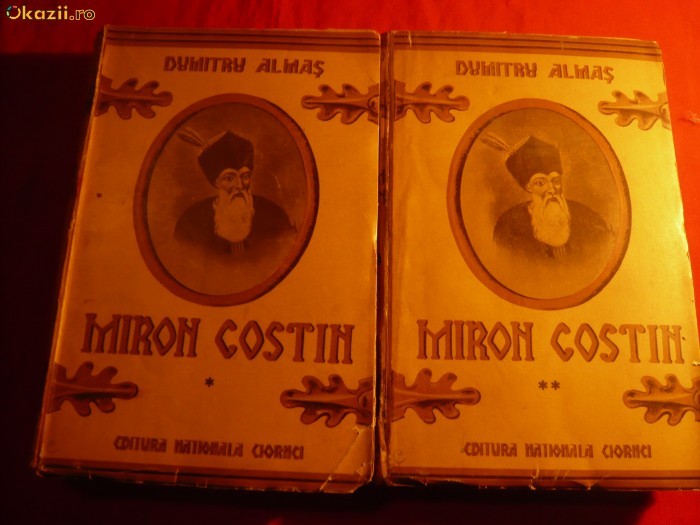 Okazii.ro
DUMITRU ALMAŞ
MIRON COSTIN
*
EDITURA NATIONALA CIORNEI
DUMITRU ALMAŞ
MIRON COSTIN
**
EDITURA NATIONALA CIORNEI